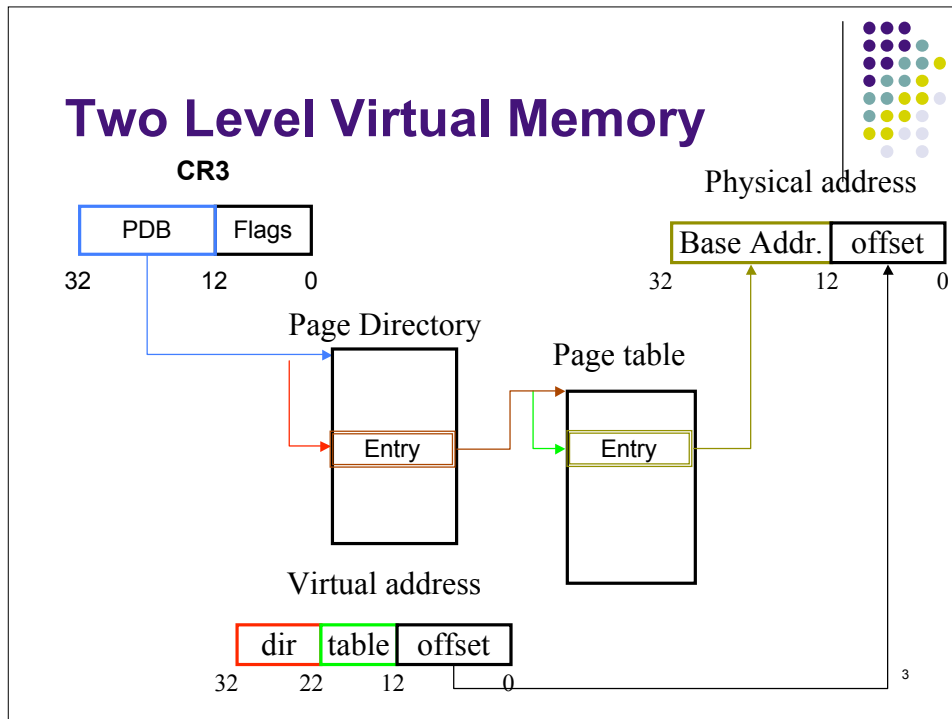 Two Level Virtual Memory
CR3
PDB Flags
32 12 0
Physical address
Base Addr. offset
32 12 0
Page Directory
Entry
Page table
Entry
Virtual address
dir table offset
32 22 12 0
3